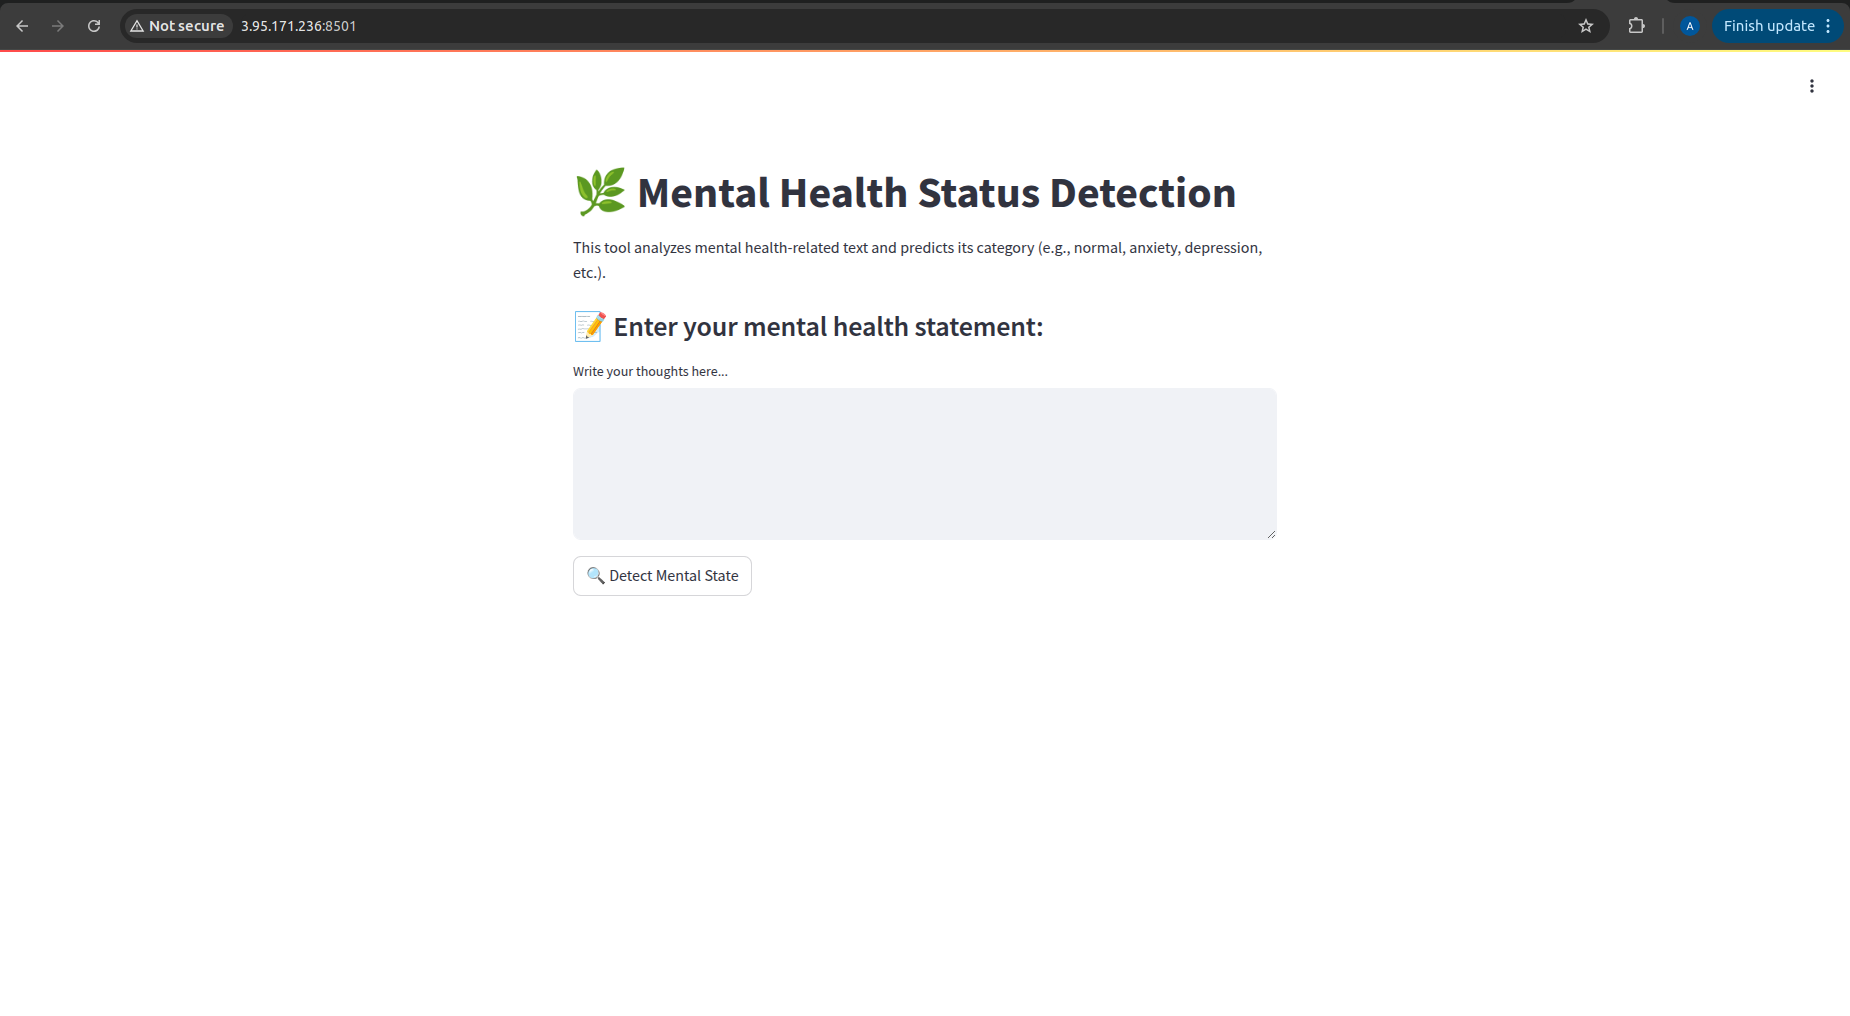 Not secure 3.95.171.236:8501 A Finish update
🌿 Mental Health Status Detection
This tool analyzes mental health-related text and predicts its category (e.g., normal, anxiety, depression,
etc.).
📝 Enter your mental health statement:
Write your thoughts here...
🔍 Detect Mental State